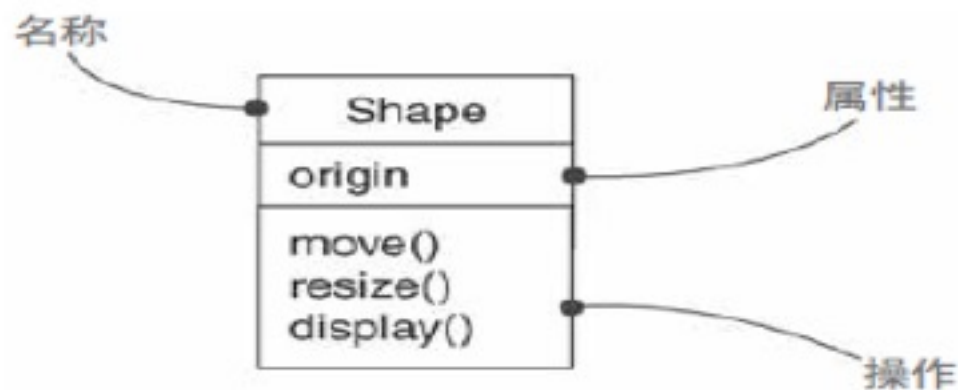 名称
属性
Shape
origin
move()
resize()
display()
操作